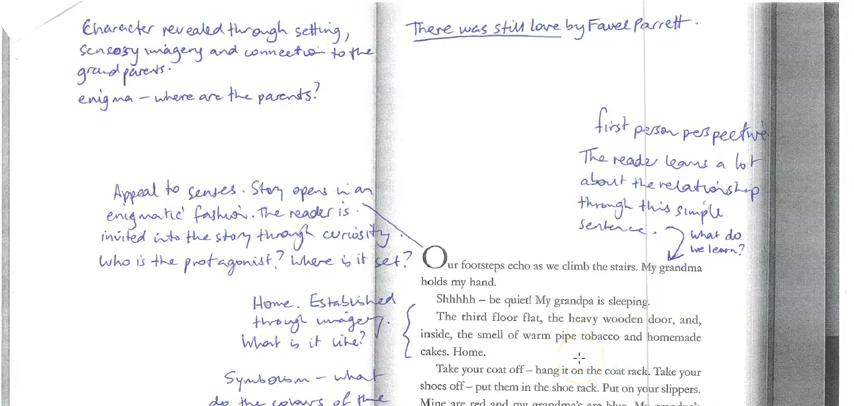 Character revealed through setting,
sensory imagery and connection to the
grandparents.
enigma – where are the parents?
There was still love by Favel Parrett.
first person perspective
The reader learns a lot
about the relationship
through this simple
sentence.
what do
we learn?
Appeal to senses. Story opens in an
enigmatic fashion. The reader is
invited into the story through curiosity.
Who is the protagonist? Where is it set?
Our footsteps echo as we climb the stairs. My grandma
holds my hand.
Shhhhh – be quiet! My grandpa is sleeping.
Home. Established
through imagery.
What is it like?
The third floor flat, the heavy wooden door, and,
inside, the smell of warm pipe tobacco and homemade
cakes. Home.
Symbolism – what
do the colours of the
Take your coat off – hang it on the coat rack. Take your
shoes off – put them in the shoe rack. Put on your slippers.
Mine are red and my grandma's are blue. My grandpa's